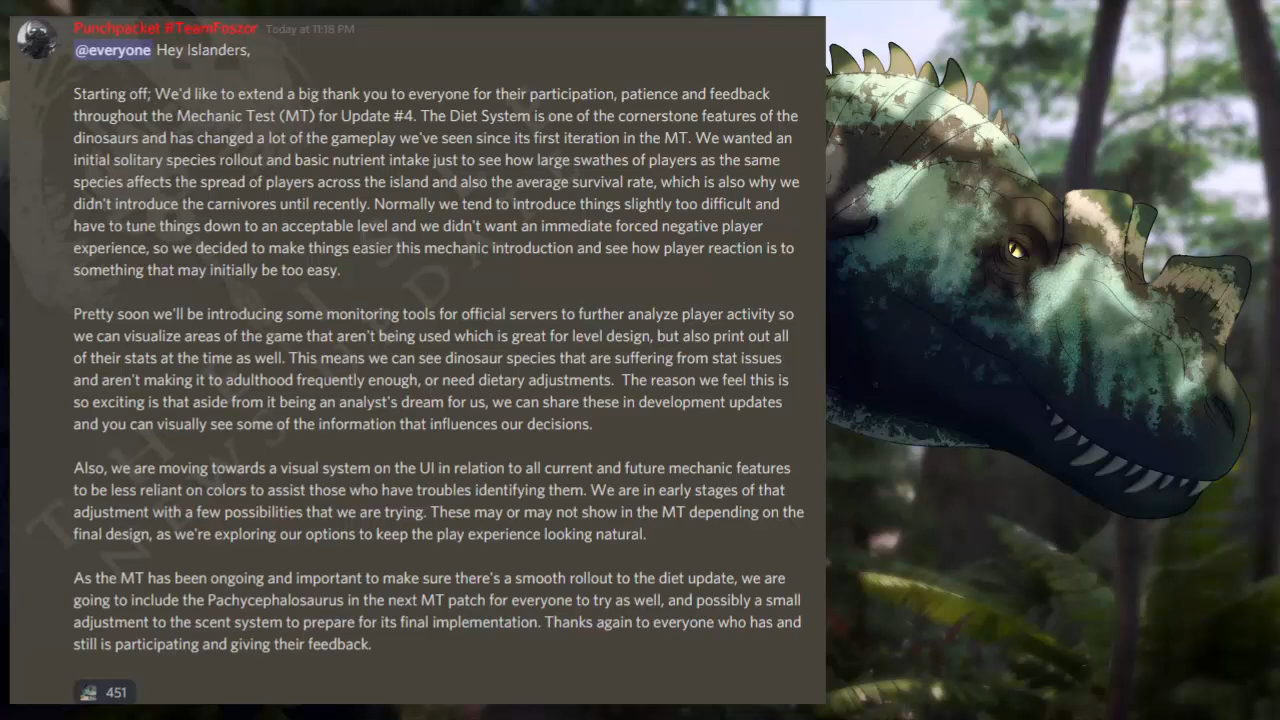 Punchpacket #TeamFoszor Today at 11:18 PM
@everyone Hey Islanders,
Starting off; We'd like to extend a big thank you to everyone for their participation, patience and feedback
throughout the Mechanic Test (MT) for Update #4. The Diet System is one of the cornerstone features of the
dinosaurs and has changed a lot of the gameplay we've seen since its first iteration in the MT. We wanted an
initial solitary species rollout and basic nutrient intake just to see how large swathes of players as the same
species affects the spread of players across the island and also the average survival rate, which is also why we
didn't introduce the carnivores until recently. Normally we tend to introduce things slightly too difficult and
have to tune things down to an acceptable level and we didn't want an immediate forced negative player
experience, so we decided to make things easier this mechanic introduction and see how player reaction is to
something that may initially be too easy.
Pretty soon we'll be introducing some monitoring tools for official servers to further analyze player activity so
we can visualize areas of the game that aren't being used which is great for level design, but also print out all
of their stats at the time as well. This means we can see dinosaur species that are suffering from stat issues
and aren't making it to adulthood frequently enough, or need dietary adjustments.  The reason we feel this is
so exciting is that aside from it being an analyst's dream for us, we can share these in development updates
and you can visually see some of the information that influences our decisions.
Also, we are moving towards a visual system on the UI in relation to all current and future mechanic features
to be less reliant on colors to assist those who have troubles identifying them. We are in early stages of that
adjustment with a few possibilities that we are trying. These may or may not show in the MT depending on the
final design, as we're exploring our options to keep the play experience looking natural.
As the MT has been ongoing and important to make sure there's a smooth rollout to the diet update, we are
going to include the Pachycephalosaurus in the next MT patch for everyone to try as well, and possibly a small
adjustment to the scent system to prepare for its final implementation. Thanks again to everyone who has and
still is participating and giving their feedback.
451